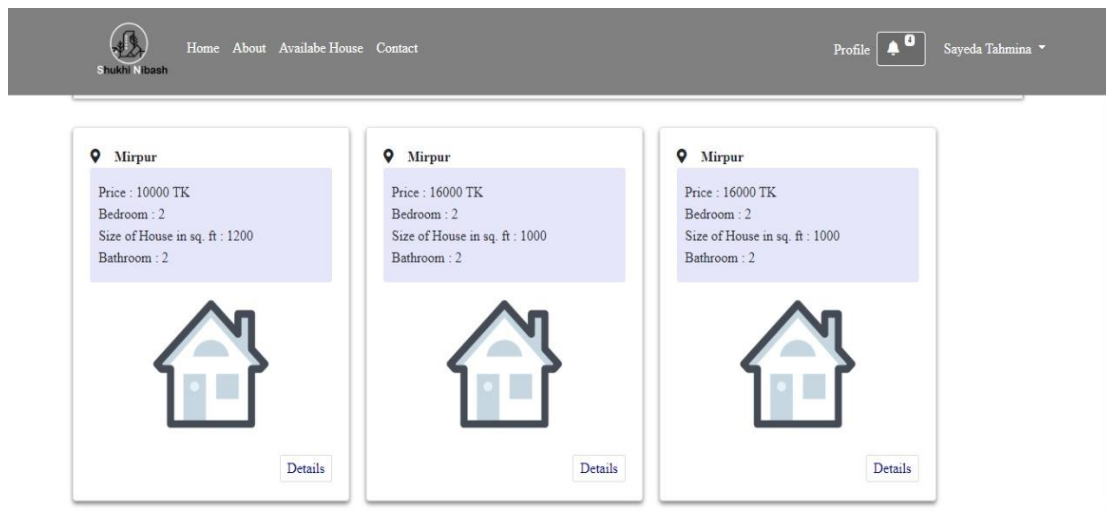 Shukhi Nibash
Home About Availabe House Contact
Profile 4 Sayeda Tahmina
Mirpur
Price : 10000 TK
Bedroom : 2
Size of House in sq. ft : 1200
Bathroom : 2
Details
Mirpur
Price : 16000 TK
Bedroom : 2
Size of House in sq. ft : 1000
Bathroom : 2
Details
Mirpur
Price : 16000 TK
Bedroom : 2
Size of House in sq. ft : 1000
Bathroom : 2
Details